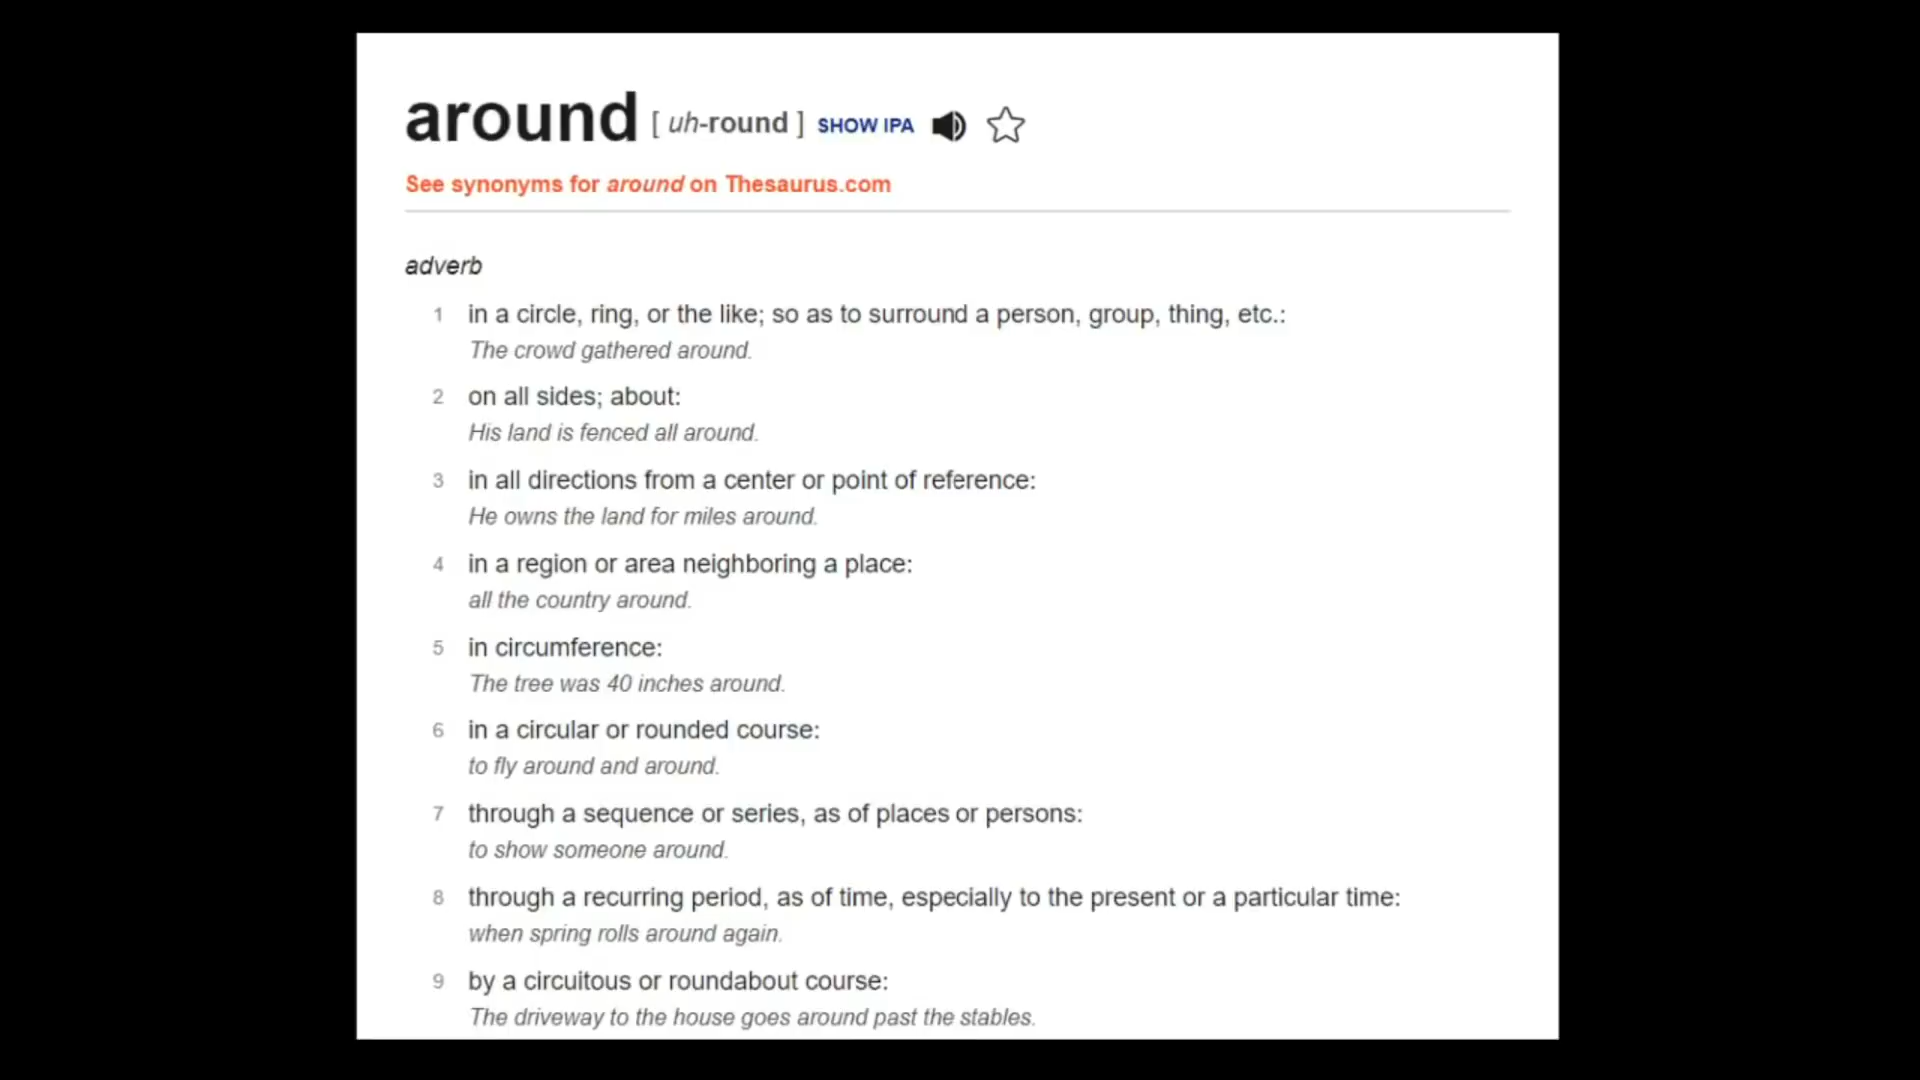 around [ uh-round ] SHOW IPA
See synonyms for around on Thesaurus.com
adverb
1 in a circle, ring, or the like; so as to surround a person, group, thing, etc.:
The crowd gathered around.
2 on all sides; about:
His land is fenced all around.
3 in all directions from a center or point of reference:
He owns the land for miles around.
4 in a region or area neighboring a place:
all the country around.
5 in circumference:
The tree was 40 inches around.
6 in a circular or rounded course:
to fly around and around.
7 through a sequence or series, as of places or persons:
to show someone around.
8 through a recurring period, as of time, especially to the present or a particular time:
when spring rolls around again.
9 by a circuitous or roundabout course:
The driveway to the house goes around past the stables.